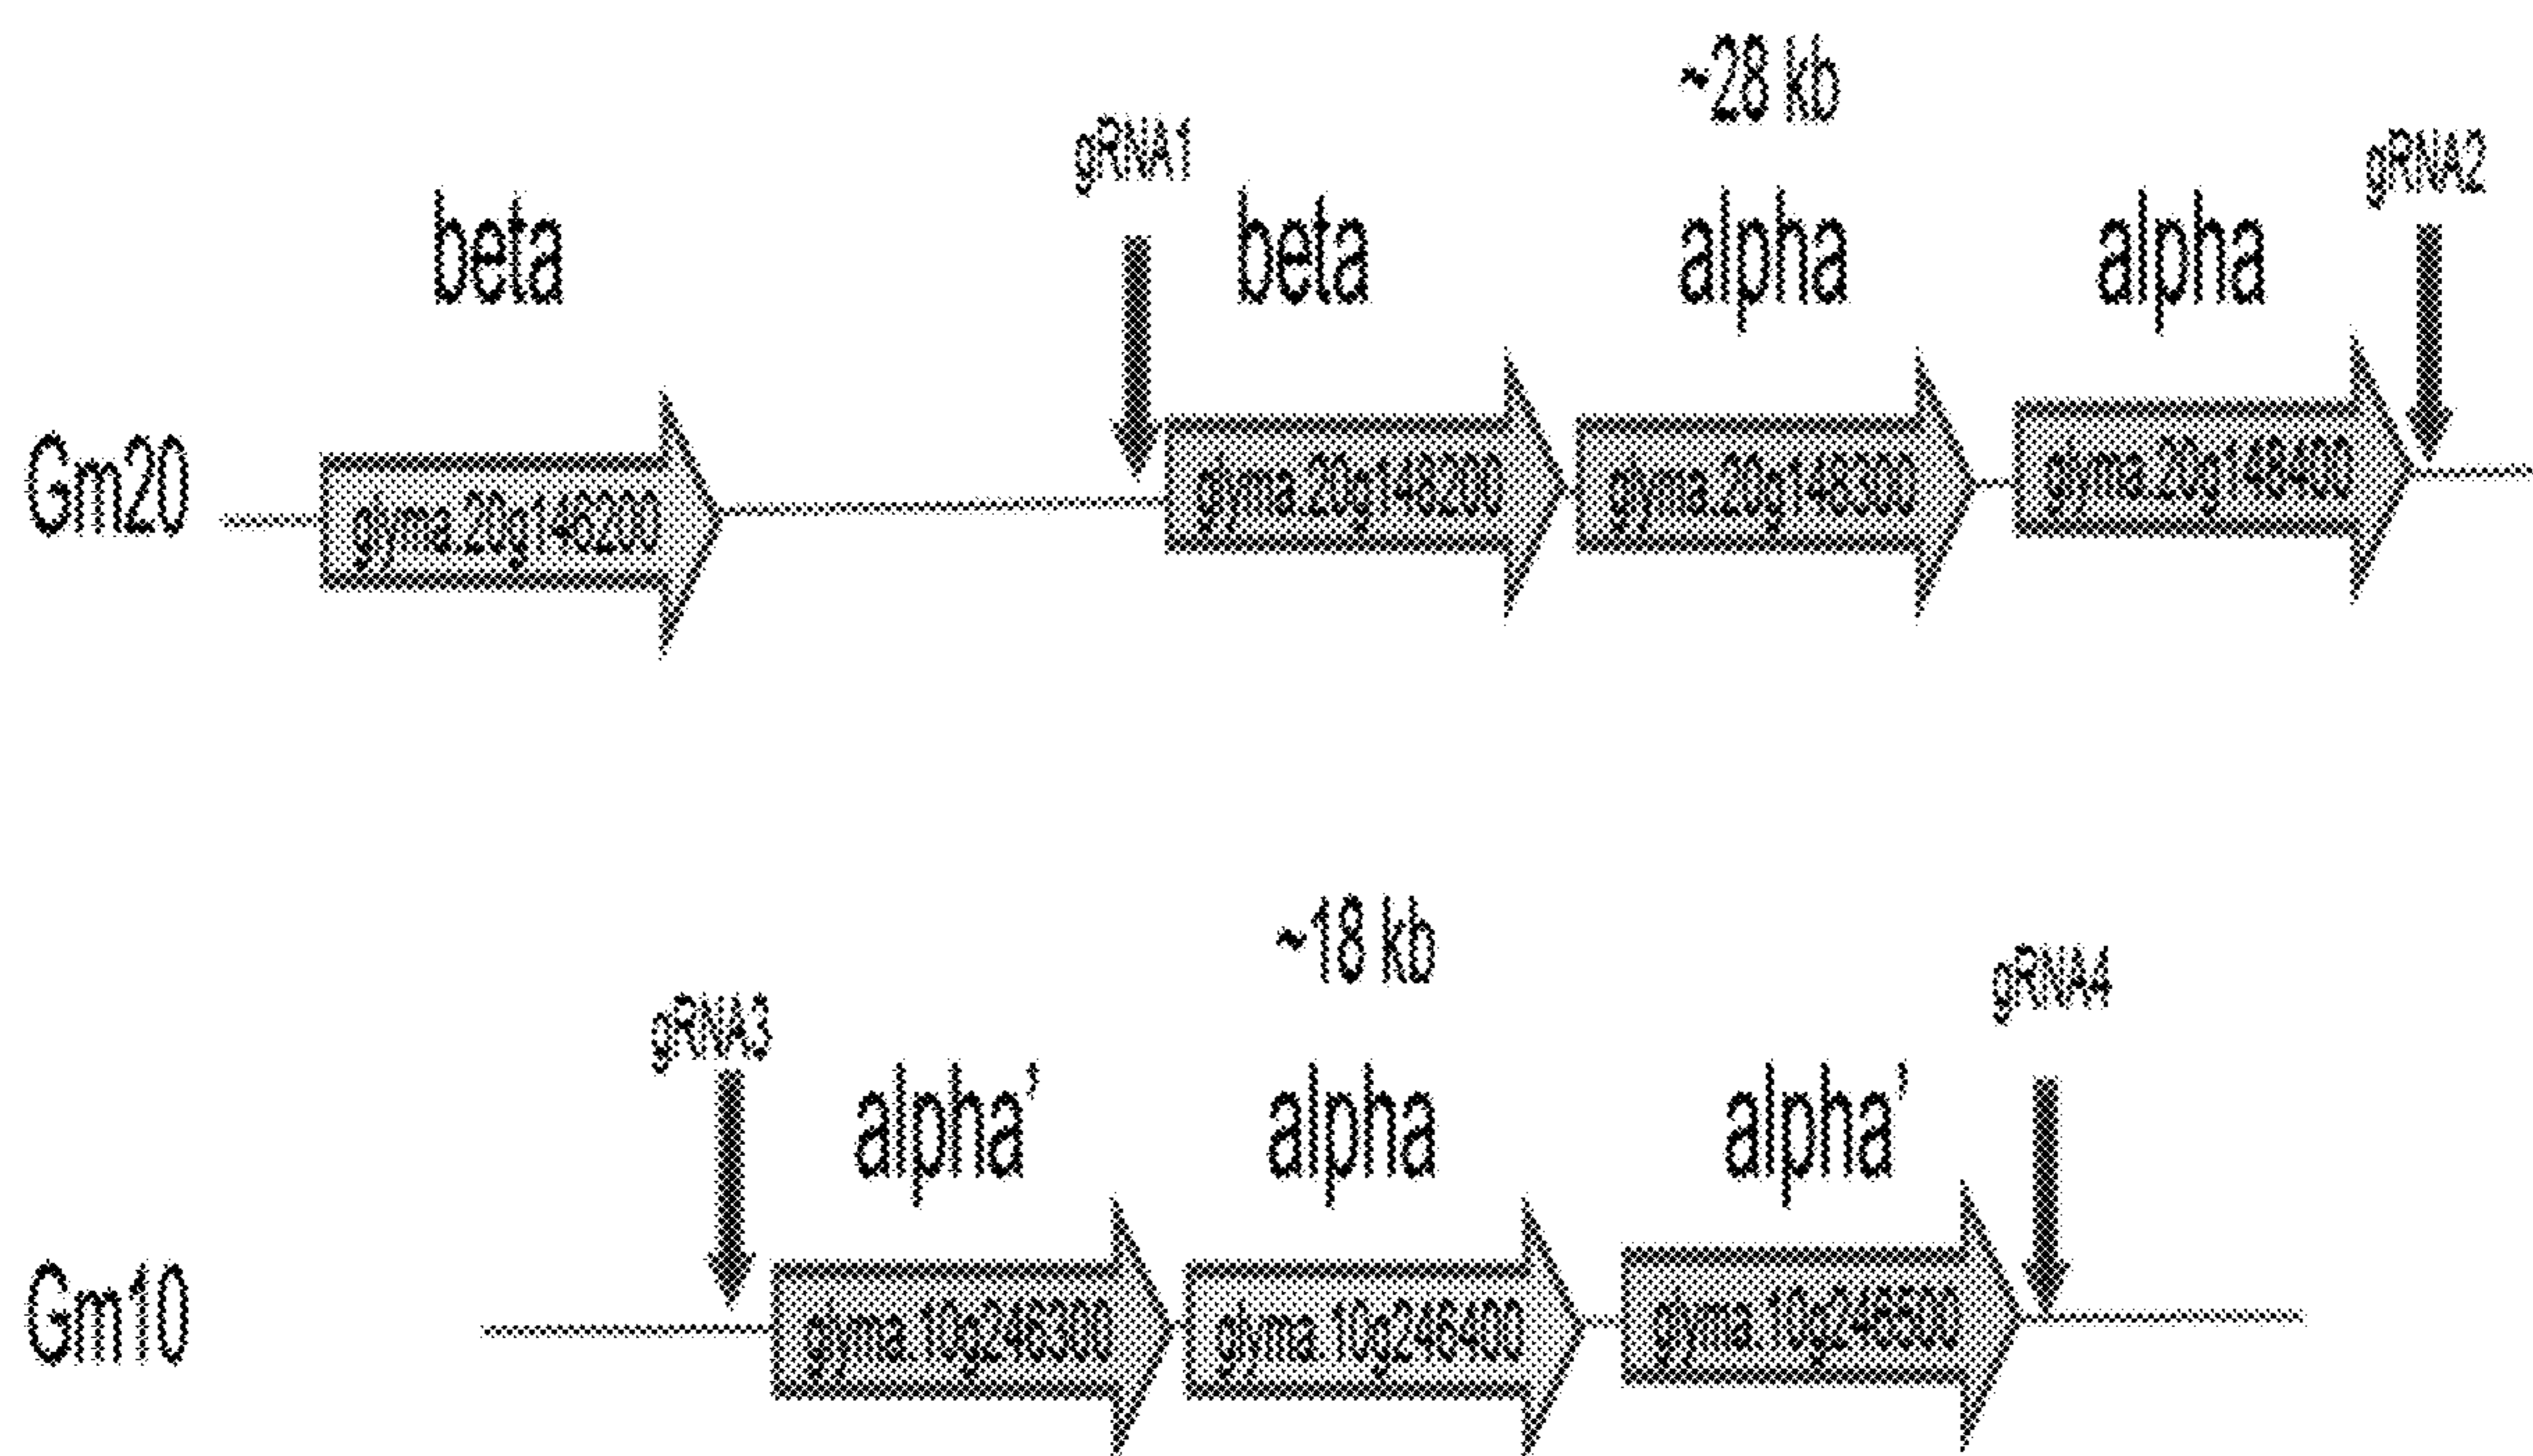 ~28 kb
gRNA1
gRNA2
beta
beta
alpha
alpha
Gm20
glyma.20g146200
glyma.20g148200
glyma.20g148300
glyma.20g148400
~18 kb
gRNA3
gRNA4
alpha’
alpha
alpha’
Gm10
glyma.10g246300
glyma.10g246400
glyma.10g246500